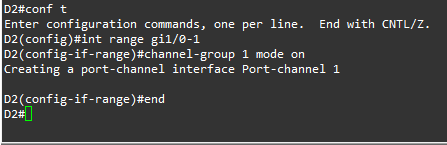 D2#conf t
Enter configuration commands, one per line.  End with CNTL/Z.
D2(config)#int range gi1/0-1
D2(config-if-range)#channel-group 1 mode on
Creating a port-channel interface Port-channel 1
D2(config-if-range)#end
D2#